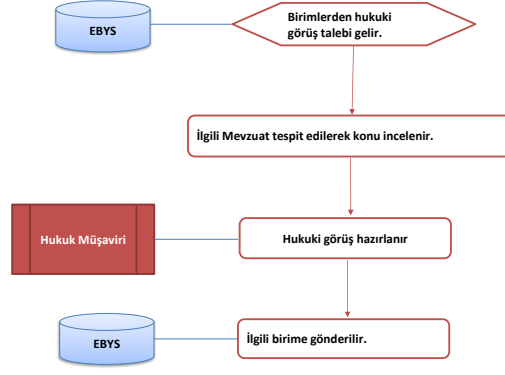 EBYS
Birimlerden hukuki
görüş talebi gelir.
İlgili Mevzuat tespit edilerek konu incelenir.
Hukuk Müşaviri
Hukuki görüş hazırlanır
EBYS
İlgili birime gönderilir.